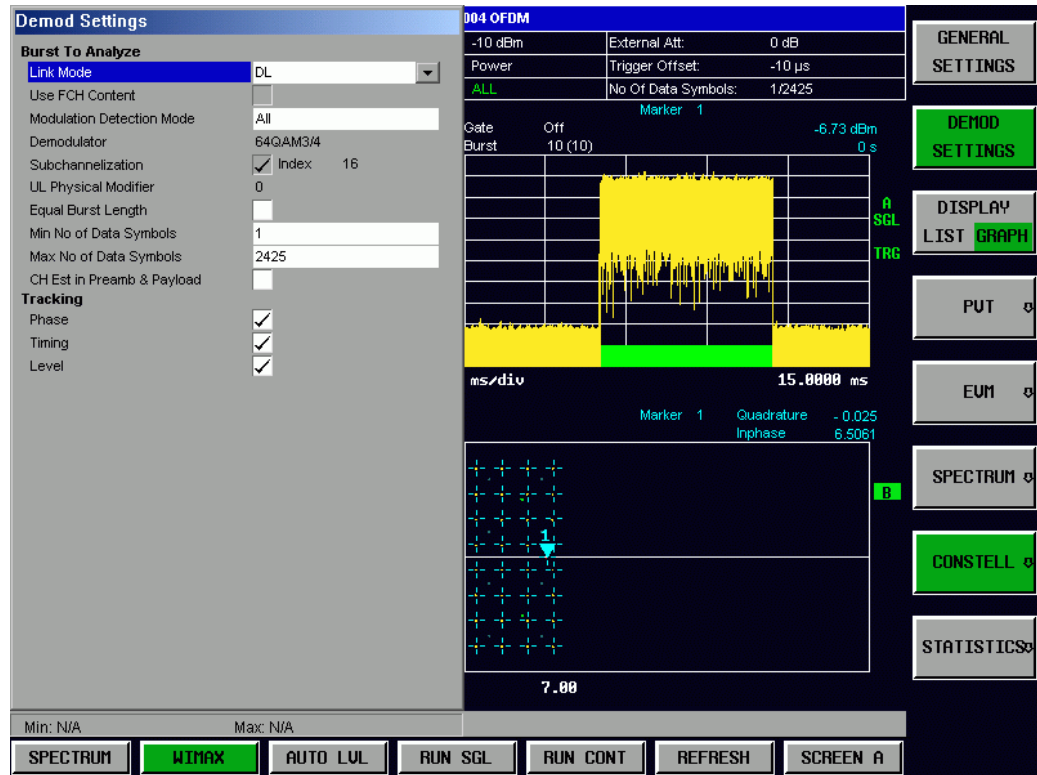 Demod Settings
Burst To Analyze
Link Mode DL
Use FCH Content
Modulation Detection Mode All
Demodulator 64QAM3/4
Subchannelization Index 16
UL Physical Modifier 0
Equal Burst Length
Min No of Data Symbols 1
Max No of Data Symbols 2425
CH Est in Preamb & Payload
Tracking
Phase
Timing
Level
Min: N/A Max: N/A
004 OFDM
-10 dBm External Att: 0 dB
Power Trigger Offset: -10 µs
ALL No Of Data Symbols: 1/2425
Marker 1
Gate Off -6.73 dBm
Burst 10 (10) 0 s
A
SGL
TRG
ms/div 15.0000 ms
Marker 1 Quadrature - 0.025
Inphase 6.5061
B
1
7.00
GENERAL
SETTINGS
DEMOD
SETTINGS
DISPLAY
LIST GRAPH
PVT
EVM
SPECTRUM
CONSTELL
STATISTICS
SPECTRUM WIMAX AUTO LVL RUN SGL RUN CONT REFRESH SCREEN A